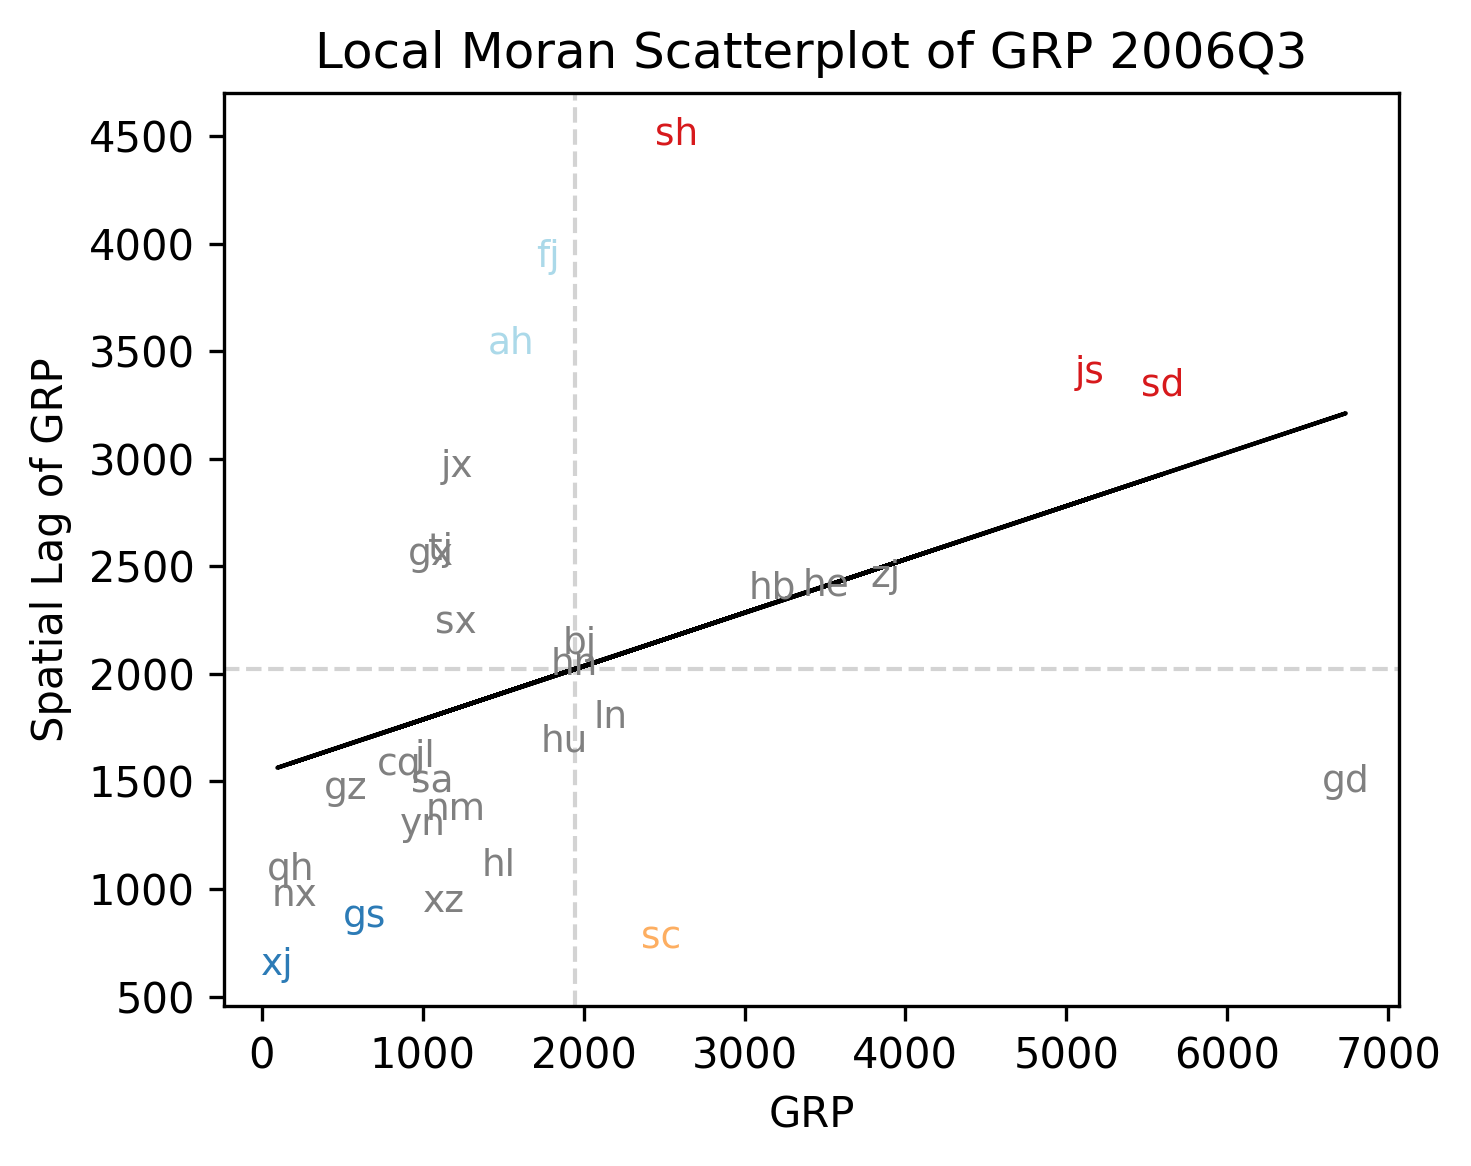 Local Moran Scatterplot of GRP 2006Q3
4500
4000
3500
3000
2500
2000
1500
1000
500
Spatial Lag of GRP
sh
fj
ah
js
sd
jx
tj
gx
hb
he
zj
sx
bj
hn
ln
hu
jl
cq
sa
gz
gd
nm
yn
hl
qh
nx
xz
gs
sc
xj
0 1000 2000 3000 4000 5000 6000 7000
GRP